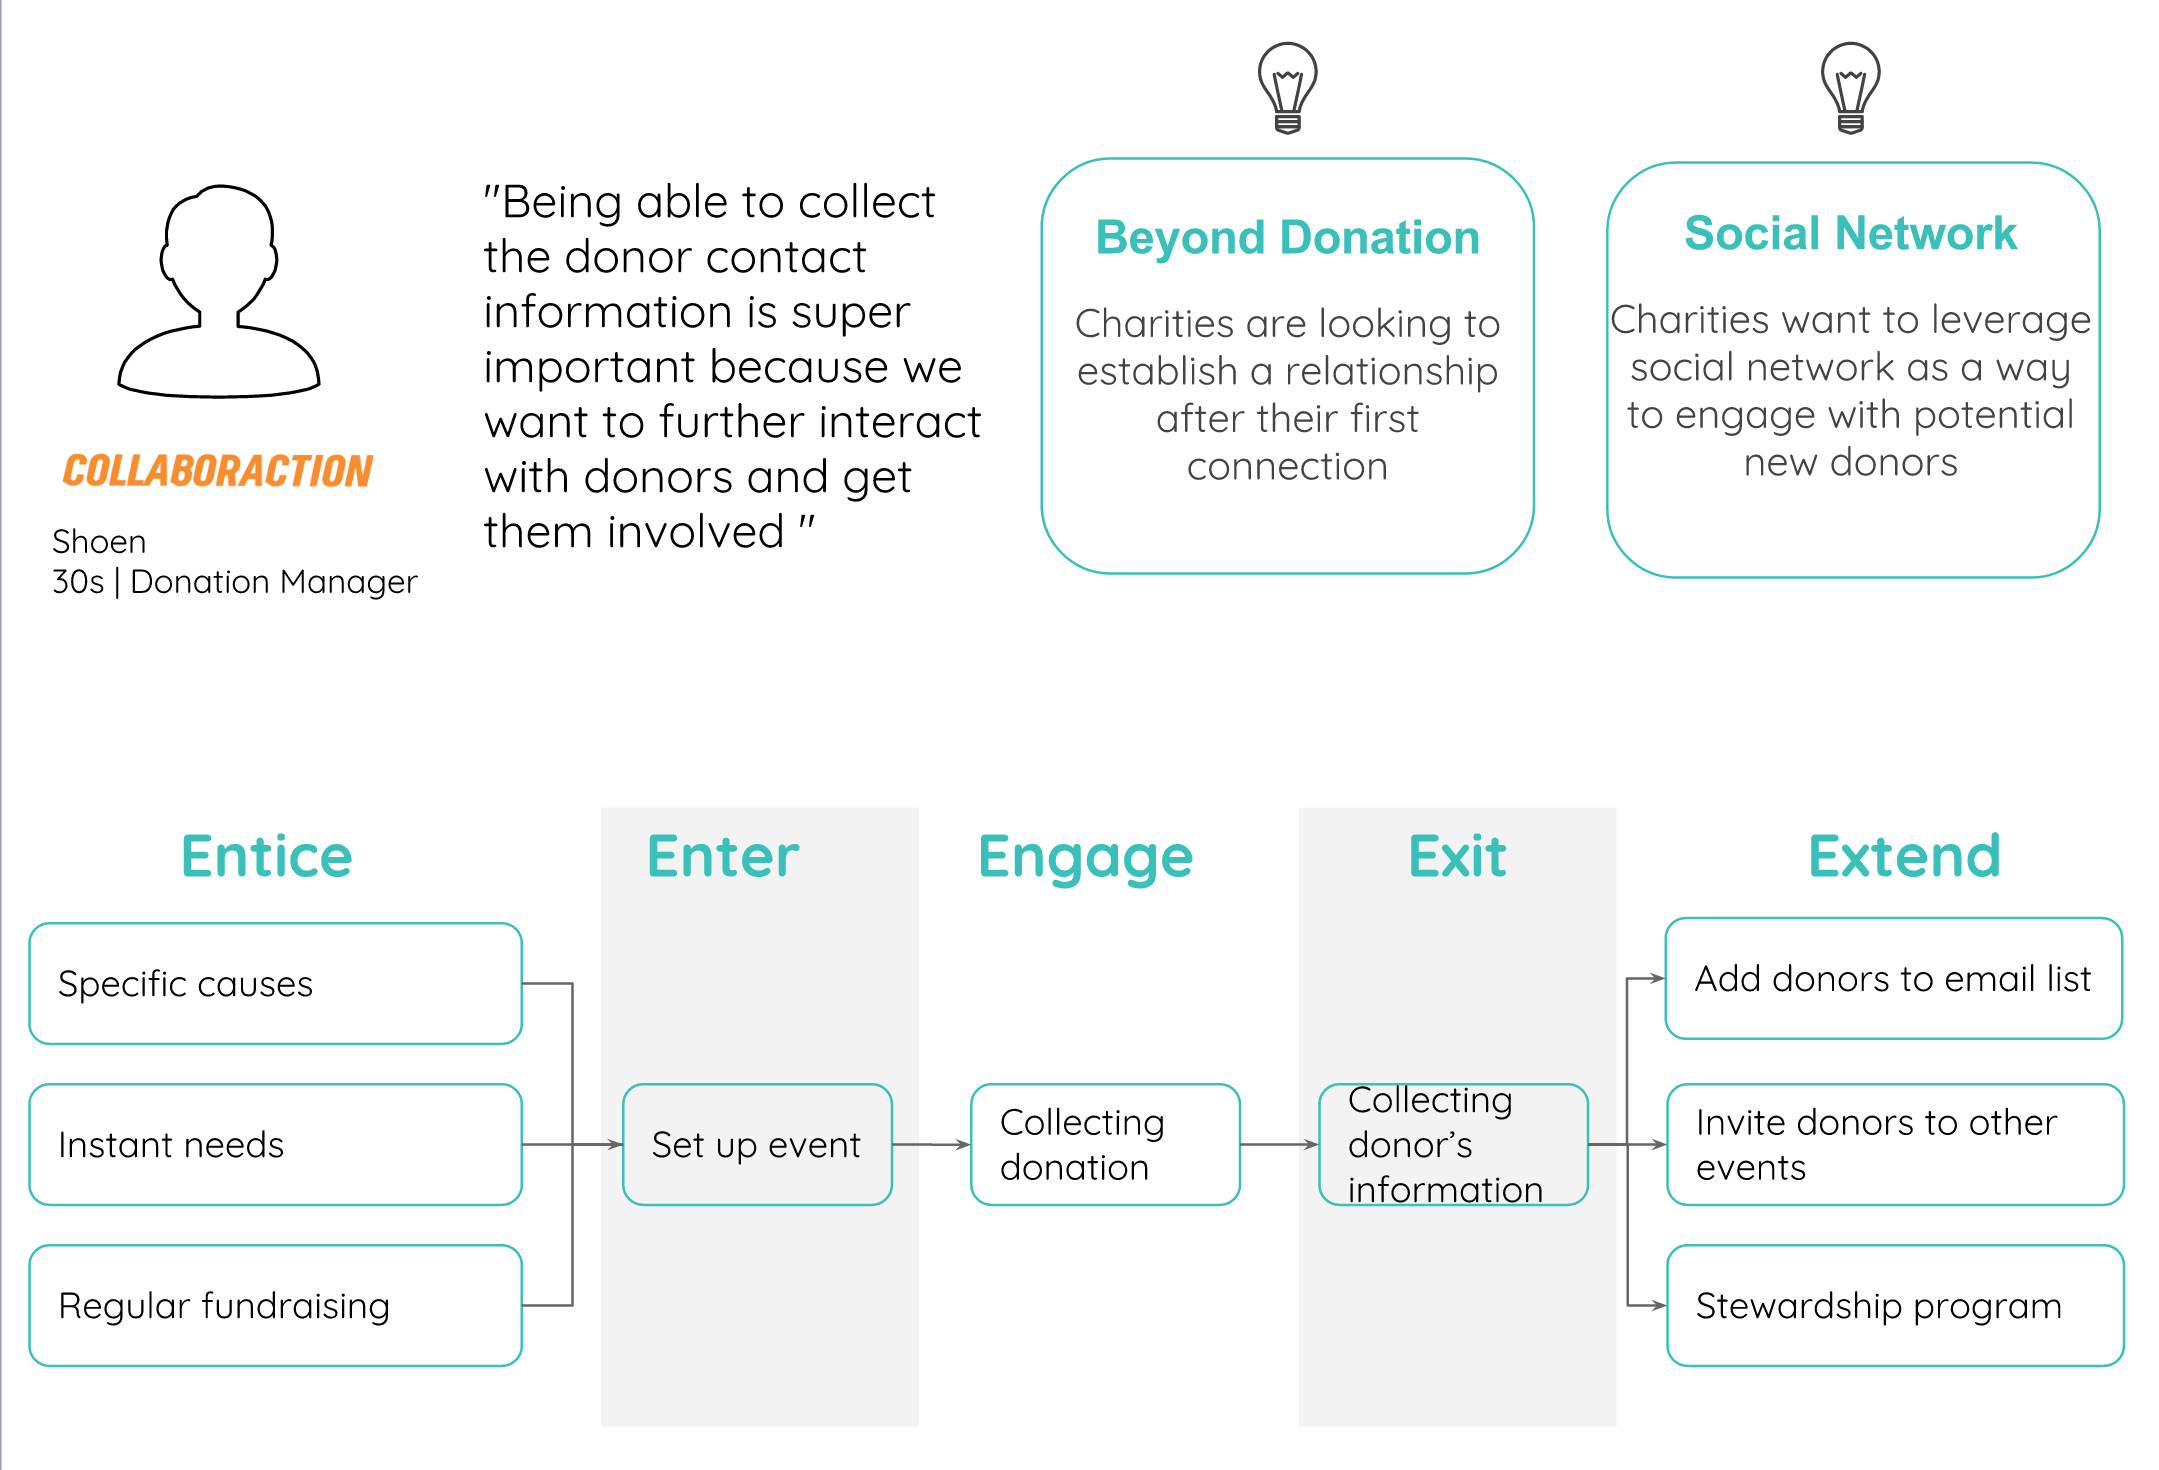 COLLABORACTION
Shoen
30s | Donation Manager
"Being able to collect
the donor contact
information is super
important because we
want to further interact
with donors and get
them involved "
Beyond Donation
Charities are looking to
establish a relationship
after their first
connection
Social Network
Charities want to leverage
social network as a way
to engage with potential
new donors
Entice
Enter
Engage
Exit
Extend
Specific causes
Instant needs
Regular fundraising
Set up event
Collecting
donation
Collecting
donor’s
information
Add donors to email list
Invite donors to other
events
Stewardship program